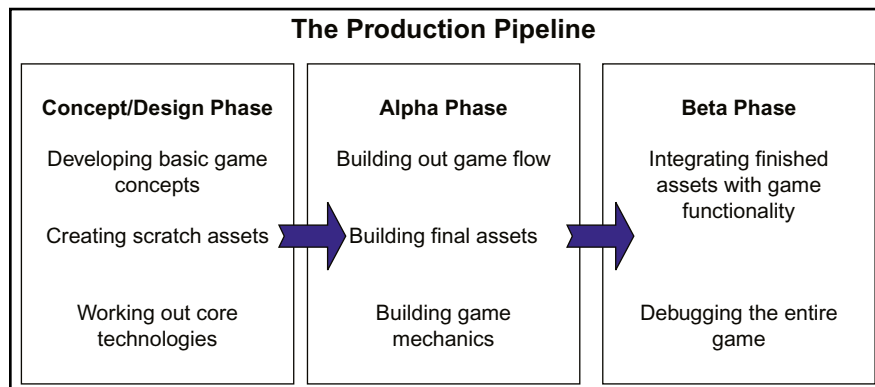 The Production Pipeline
Concept/Design Phase
Developing basic game
concepts
Creating scratch assets
Working out core
technologies
Alpha Phase
Building out game flow
Building final assets
Building game
mechanics
Beta Phase
Integrating finished
assets with game
functionality
Debugging the entire
game